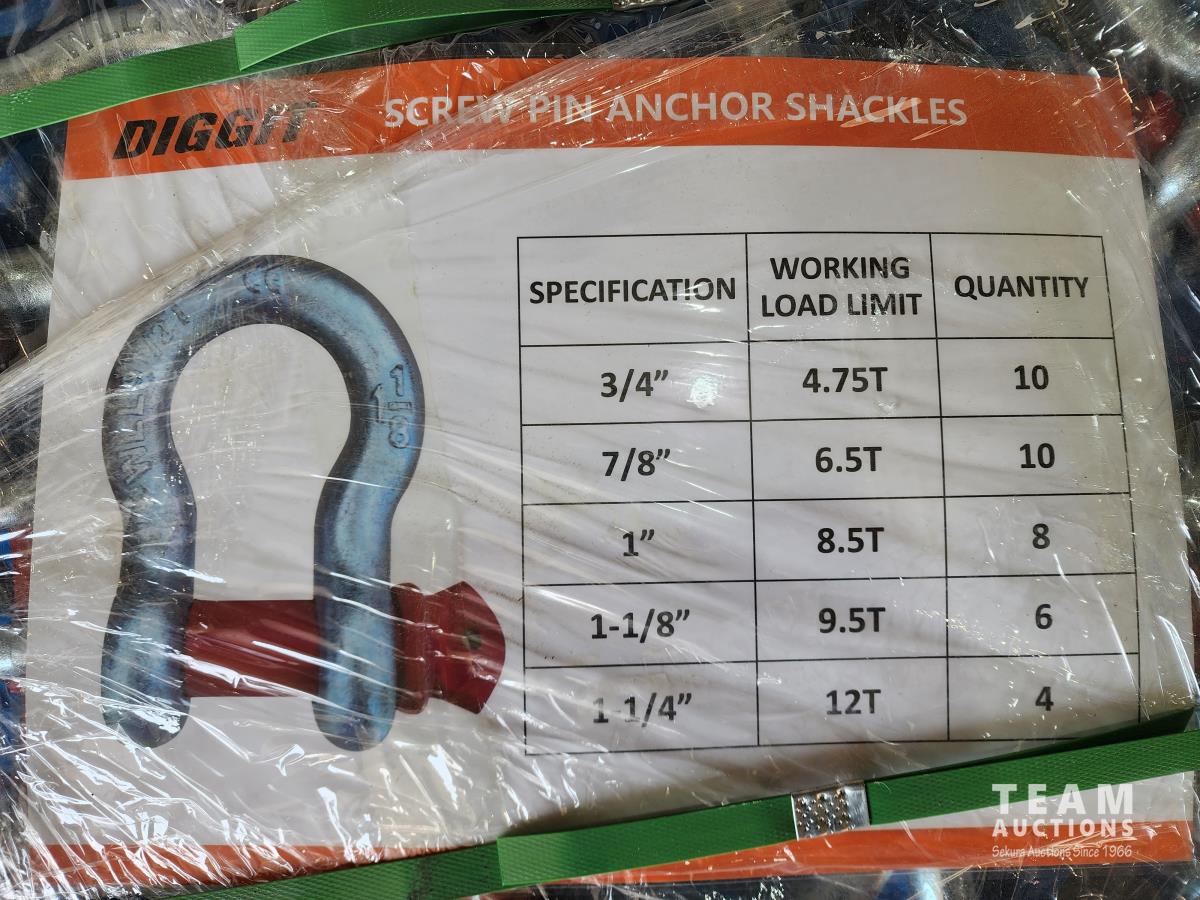 DIGGIT SCREW PIN ANCHOR SHACKLES
SPECIFICATION WORKING LOAD LIMIT QUANTITY
3/4” 4.75T 10
7/8” 6.5T 10
1” 8.5T 8
1-1/8” 9.5T 6
1-1/4” 12T 4
TEAM
AUCTIONS
Sekura Auctions Since 1966